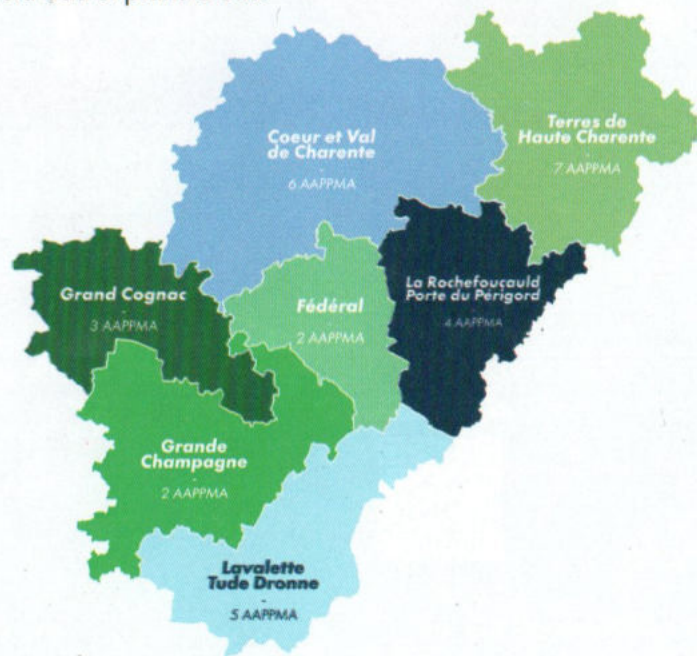 Terres de
Haute Charente
-
7 AAPPMA
Coeur et Val
de Charente
-
6 AAPPMA
La Rochefoucauld
Porte du Périgord
-
4 AAPPMA
Grand Cognac
-
3 AAPPMA
Fédéral
-
2 AAPPMA
Grande
Champagne
-
2 AAPPMA
Lavalette
Tude Dronne
-
5 AAPPMA